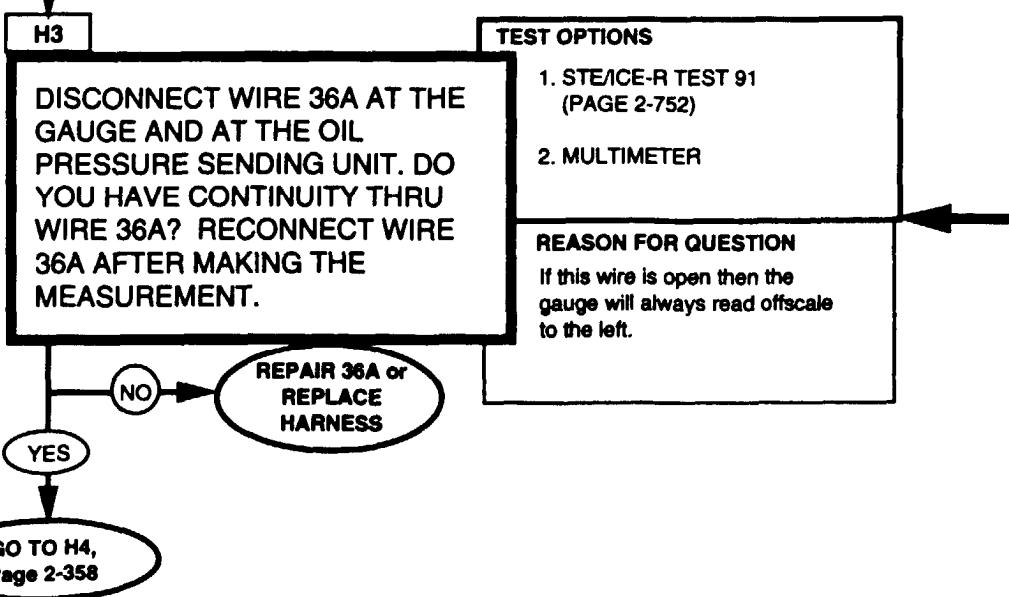 H3
DISCONNECT WIRE 36A AT THE
GAUGE AND AT THE OIL
PRESSURE SENDING UNIT. DO
YOU HAVE CONTINUITY THRU
WIRE 36A? RECONNECT WIRE
36A AFTER MAKING THE
MEASUREMENT.
TEST OPTIONS
1. STE/ICE-R TEST 91
(PAGE 2-752)
2. MULTIMETER
REASON FOR QUESTION
If this wire is open then the
gauge will always read offscale
to the left.
NO
REPAIR 36A or
REPLACE
HARNESS
YES
GO TO H4,
Page 2-358